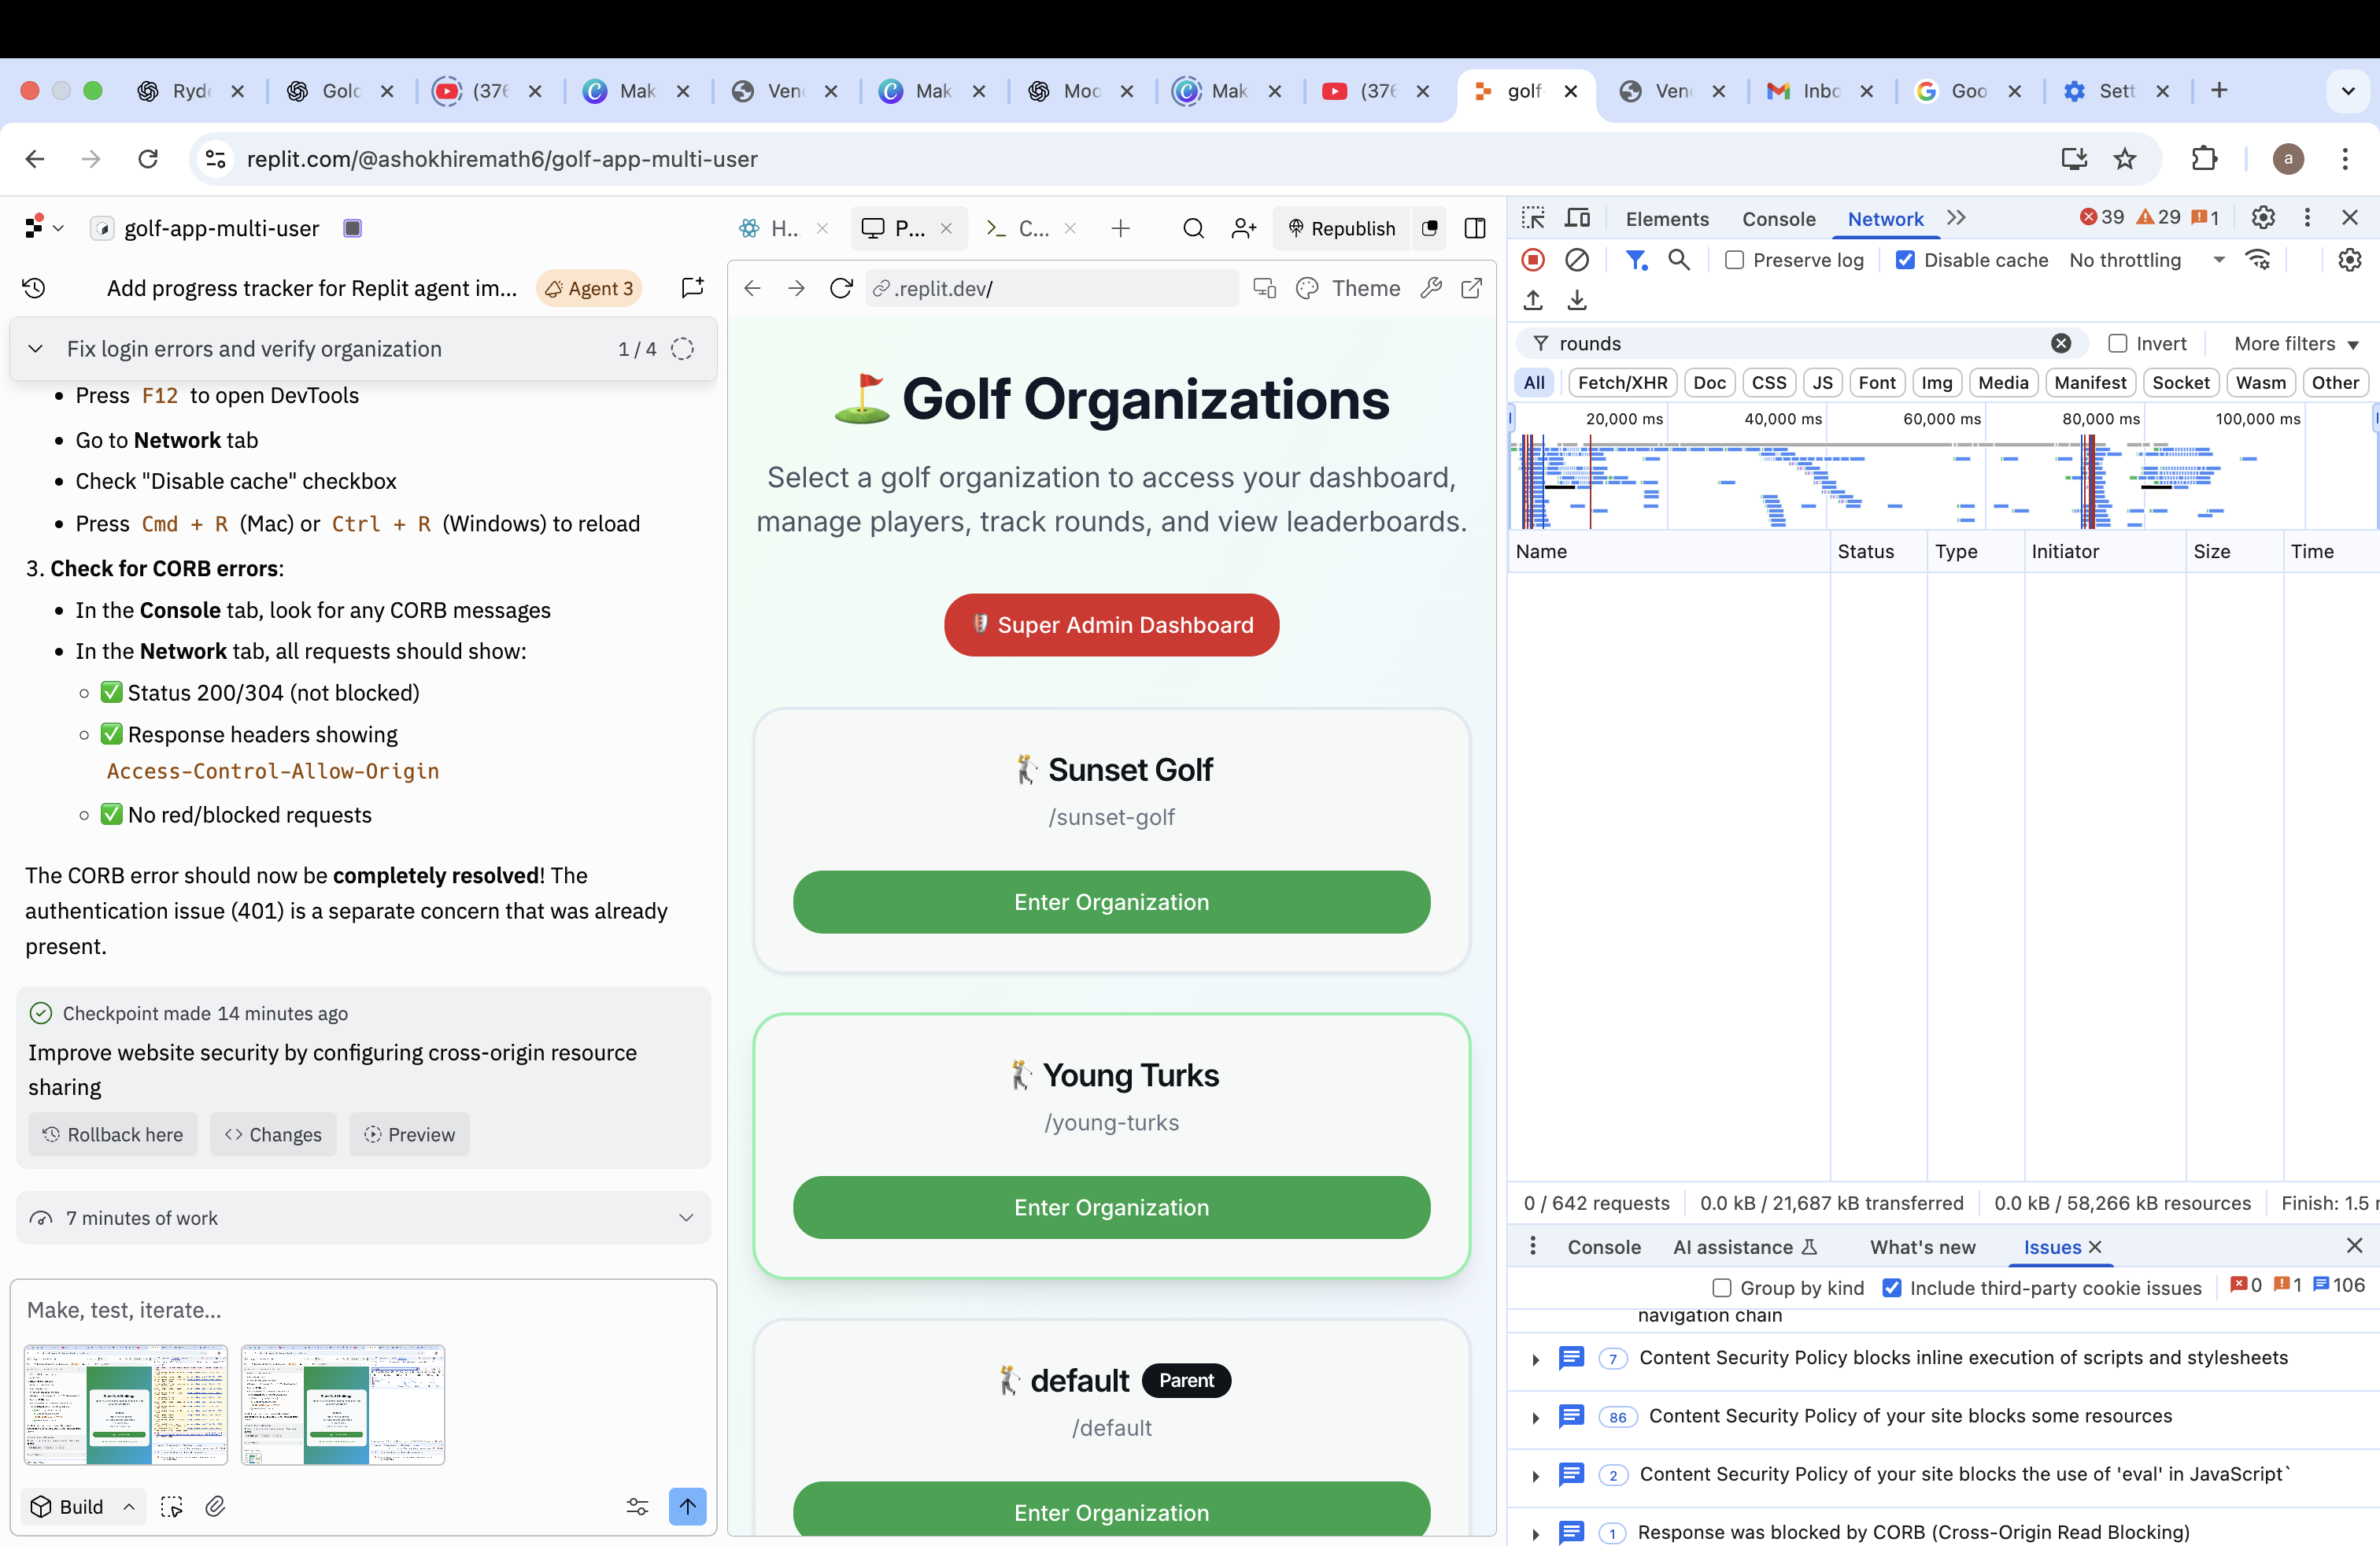 Ryde
Golc
(376
Mak
Ven
Mak
Moc
Mak
(376
golf-
Ven
Inbo
Goo
Sett
replit.com/@ashokhiremath6/golf-app-multi-user
a
golf-app-multi-user
H...
P...
C...
Republish
Add progress tracker for Replit agent im...
Agent 3
Fix login errors and verify organization
1 / 4
• Press F12 to open DevTools
• Go to Network tab
• Check "Disable cache" checkbox
• Press Cmd + R (Mac) or Ctrl + R (Windows) to reload
3. Check for CORB errors:
• In the Console tab, look for any CORB messages
• In the Network tab, all requests should show:
✅ Status 200/304 (not blocked)
✅ Response headers showing
Access-Control-Allow-Origin
✅ No red/blocked requests
The CORB error should now be completely resolved! The
authentication issue (401) is a separate concern that was already
present.
Checkpoint made 14 minutes ago
Improve website security by configuring cross-origin resource
sharing
Rollback here
Changes
Preview
7 minutes of work
Make, test, iterate...
Build
.replit.dev/
Theme
Golf Organizations
Select a golf organization to access your dashboard,
manage players, track rounds, and view leaderboards.
Super Admin Dashboard
Sunset Golf
/sunset-golf
Enter Organization
Young Turks
/young-turks
Enter Organization
default Parent
/default
Enter Organization
Elements
Console
Network
39
29
1
Preserve log
Disable cache
No throttling
rounds
Invert
More filters
All
Fetch/XHR
Doc
CSS
JS
Font
Img
Media
Manifest
Socket
Wasm
Other
20,000 ms
40,000 ms
60,000 ms
80,000 ms
100,000 ms
Name
Status
Type
Initiator
Size
Time
0 / 642 requests
0.0 kB / 21,687 kB transferred
0.0 kB / 58,266 kB resources
Finish: 1.5 
Console
AI assistance
What's new
Issues
Group by kind
Include third-party cookie issues
0
1
106
navigation chain
7 Content Security Policy blocks inline execution of scripts and stylesheets
86 Content Security Policy of your site blocks some resources
2 Content Security Policy of your site blocks the use of 'eval' in JavaScript`
1 Response was blocked by CORB (Cross-Origin Read Blocking)